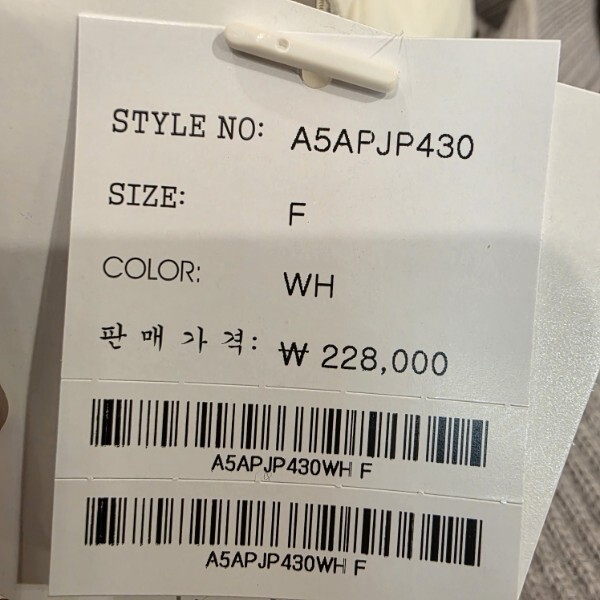 STYLE NO: A5APJP430
SIZE: F
COLOR: WH
판매가격: ₩ 228,000
A5APJP430WH F
A5APJP430WH F